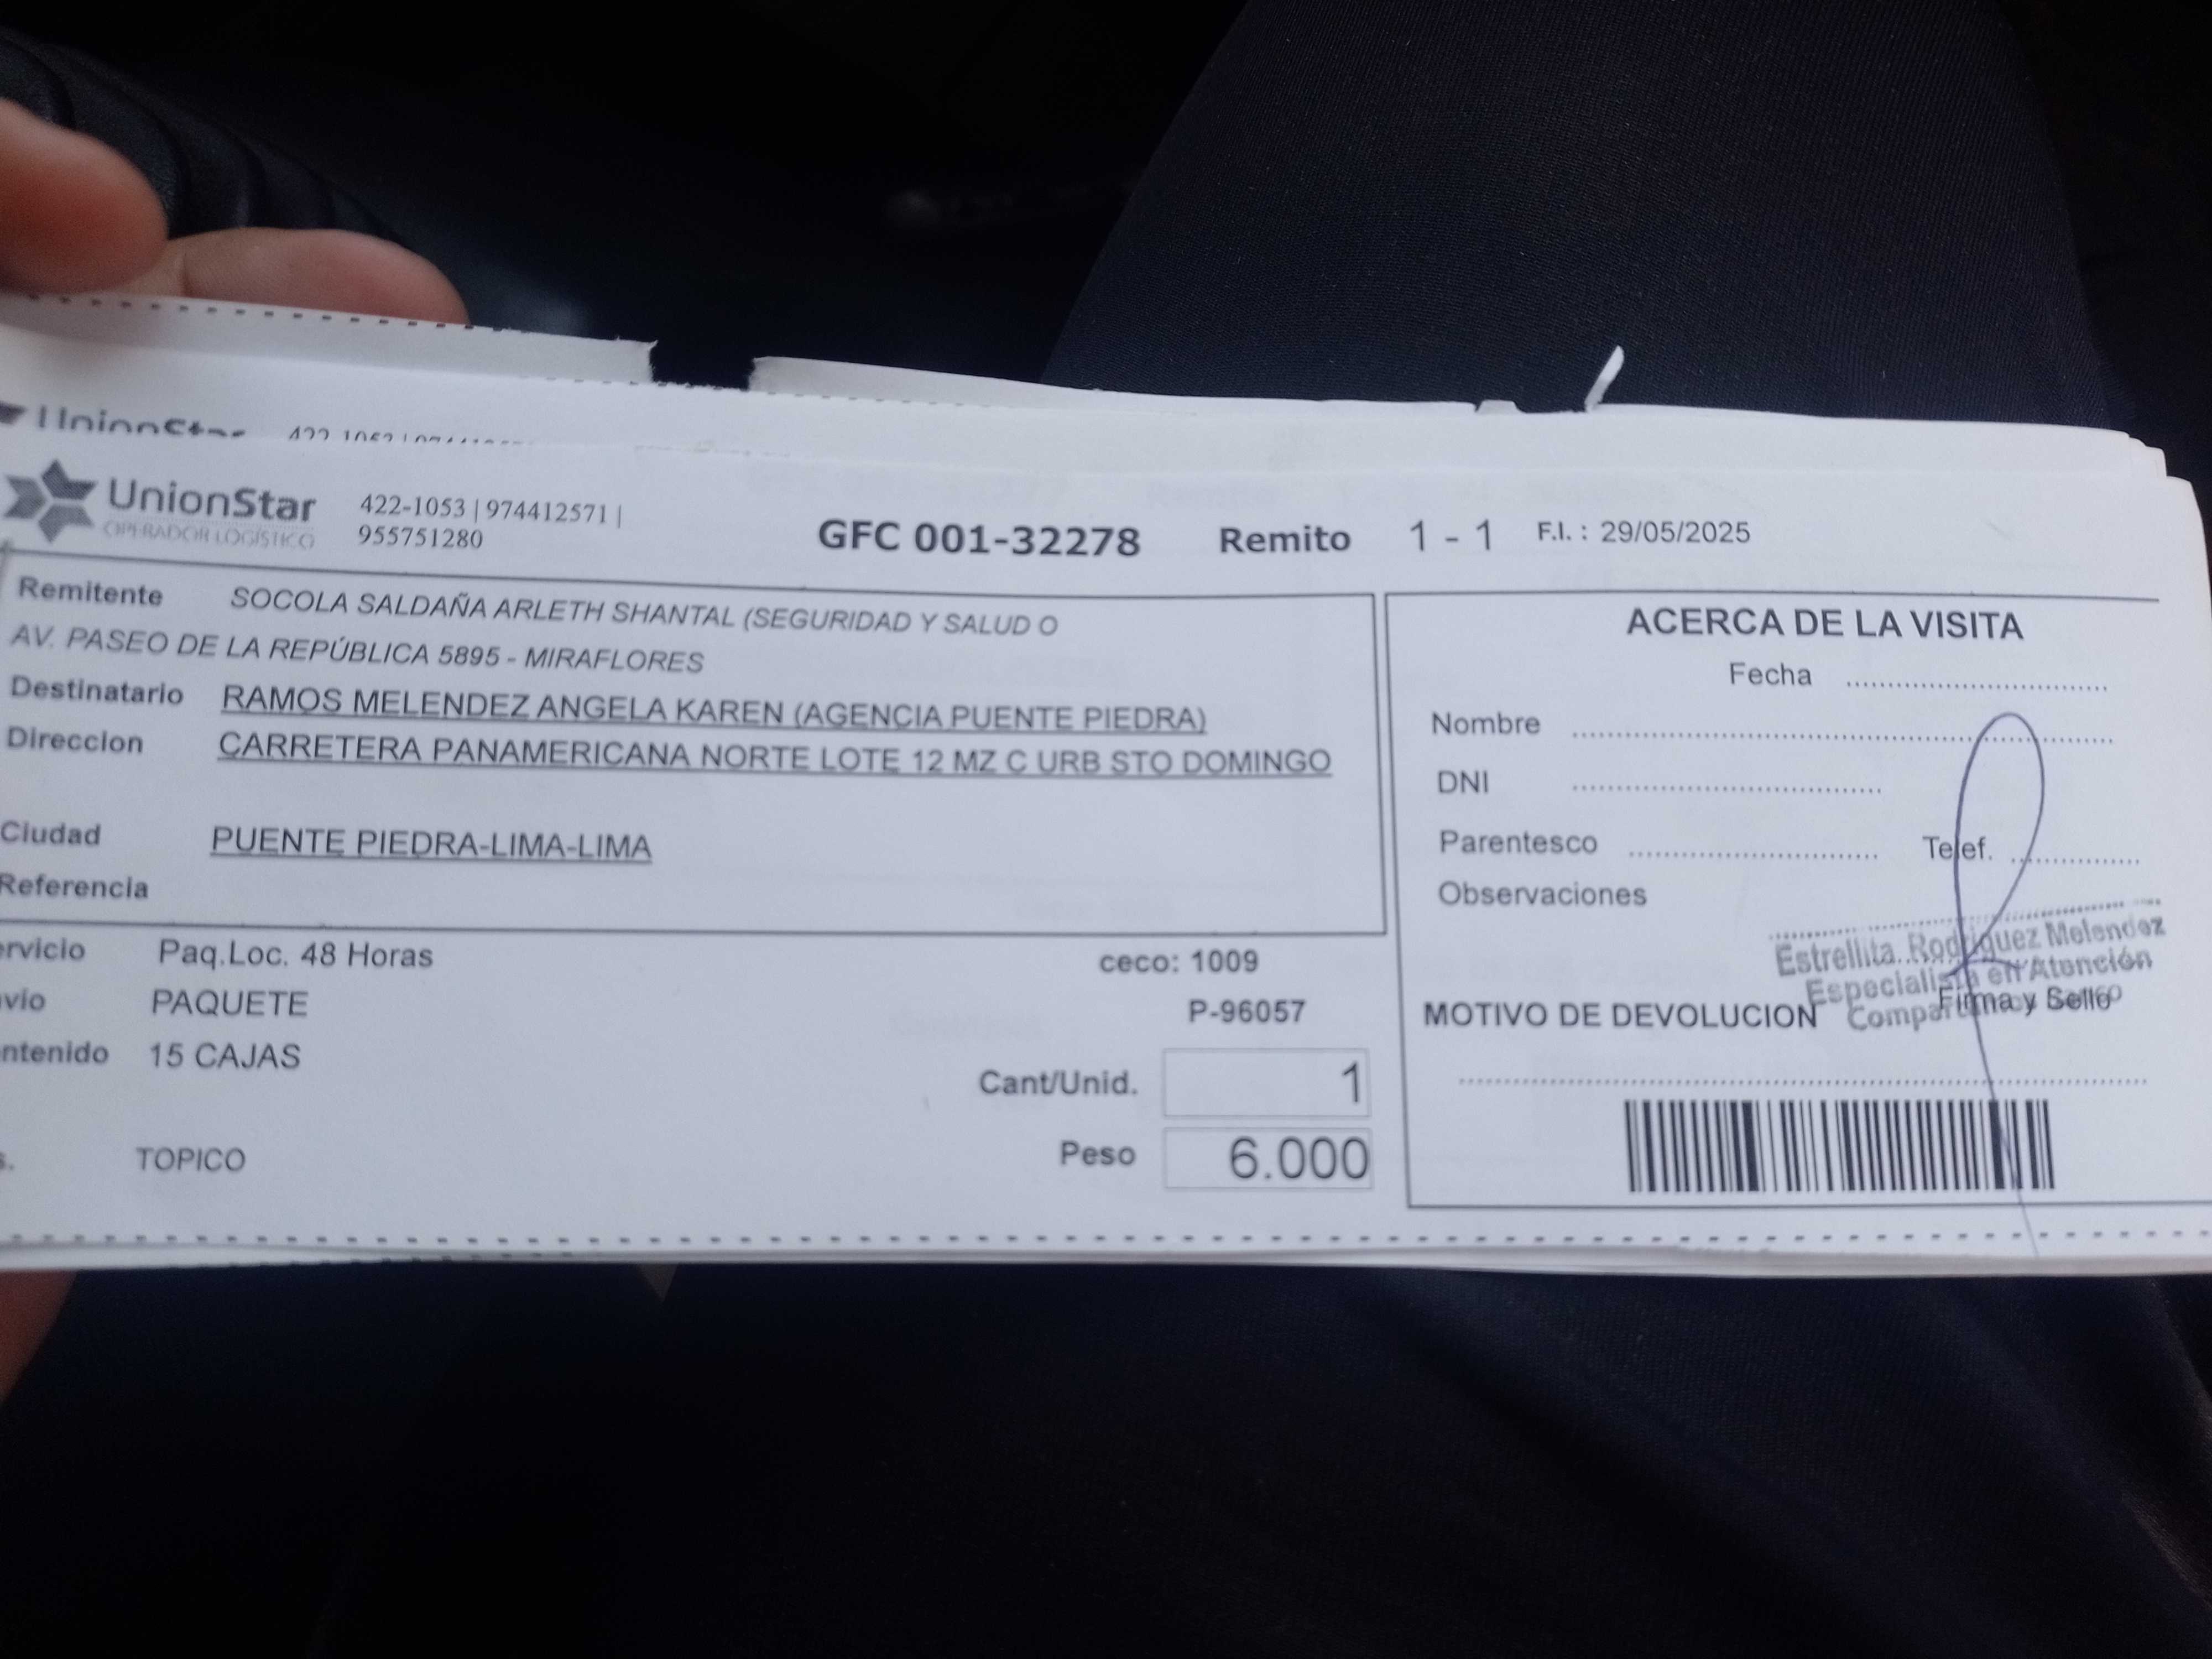 UnionStar
UnionStar
OPERADOR LOGÍSTICO
422-1053 | 974412571 |
955751280
GFC 001-32278 Remito 1 - 1 F.I. : 29/05/2025
Remitente SOCOLA SALDAÑA ARLETH SHANTAL (SEGURIDAD Y SALUD O
AV. PASEO DE LA REPÚBLICA 5895 - MIRAFLORES
Destinatario RAMOS MELENDEZ ANGELA KAREN (AGENCIA PUENTE PIEDRA)
Direccion CARRETERA PANAMERICANA NORTE LOTE 12 MZ C URB STO DOMINGO
Ciudad PUENTE PIEDRA-LIMA-LIMA
Referencia
ervicio Paq.Loc. 48 Horas
ceco: 1009
vio PAQUETE
P-96057
ntenido 15 CAJAS
Cant/Unid. 1
s. TOPICO
Peso 6.000
ACERCA DE LA VISITA
Fecha
Nombre
DNI
Parentesco Telef.
Observaciones
Estrellita Rodriguez Melendez
Especialista en Atención
Firma y Sello
MOTIVO DE DEVOLUCION